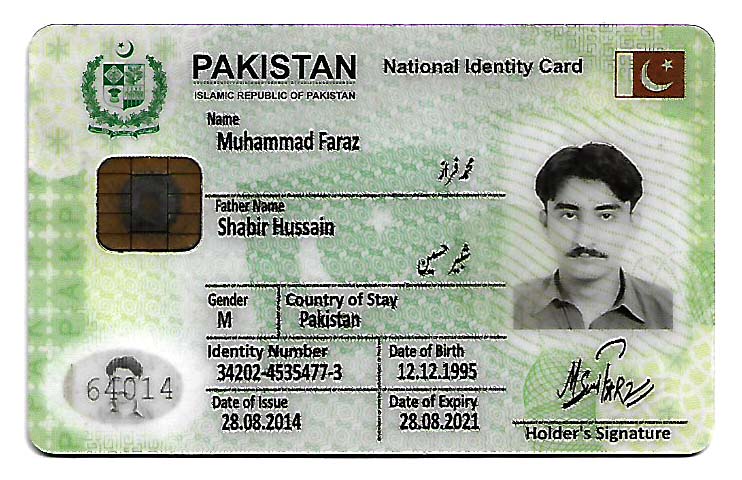 PAKISTAN
National Identity Card
ISLAMIC REPUBLIC OF PAKISTAN
Name
Muhammad Faraz
محمد فراز
Father Name
Shabir Hussain
شبیر حسین
Gender
Country of Stay
M
Pakistan
Identity Number
Date of Birth
34202-4535477-3
12.12.1995
Date of Issue
Date of Expiry
28.08.2014
28.08.2021
64014
Holder's Signature